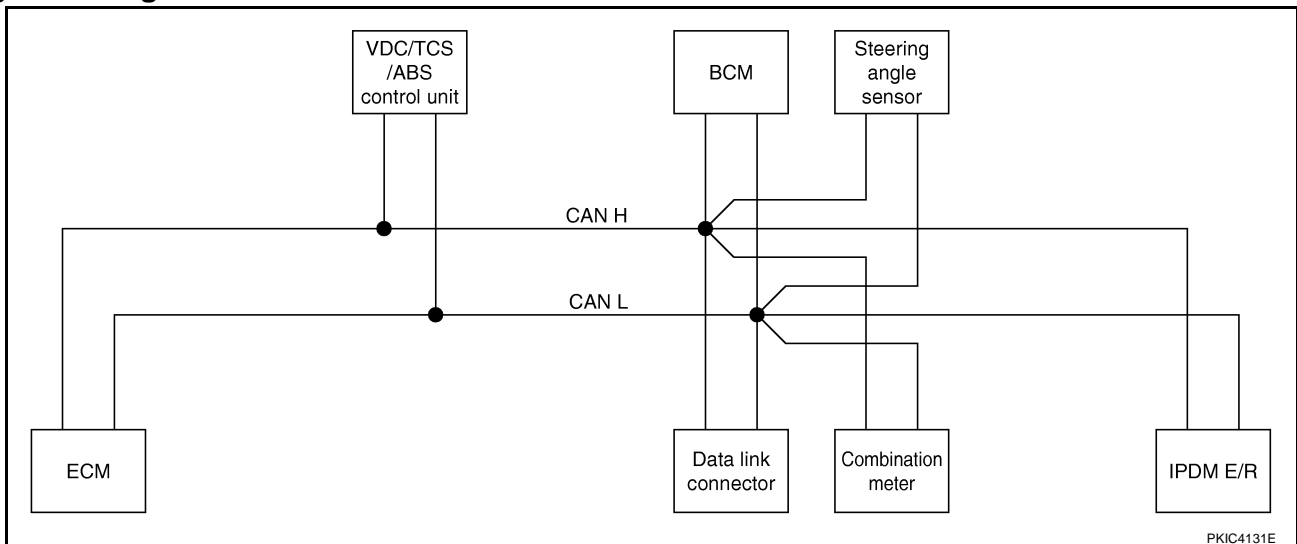 VDC/TCS
/ABS
control unit
BCM
Steering
angle
sensor
CAN H
CAN L
ECM
Data link
connector
Combination
meter
IPDM E/R
PKIC4131E